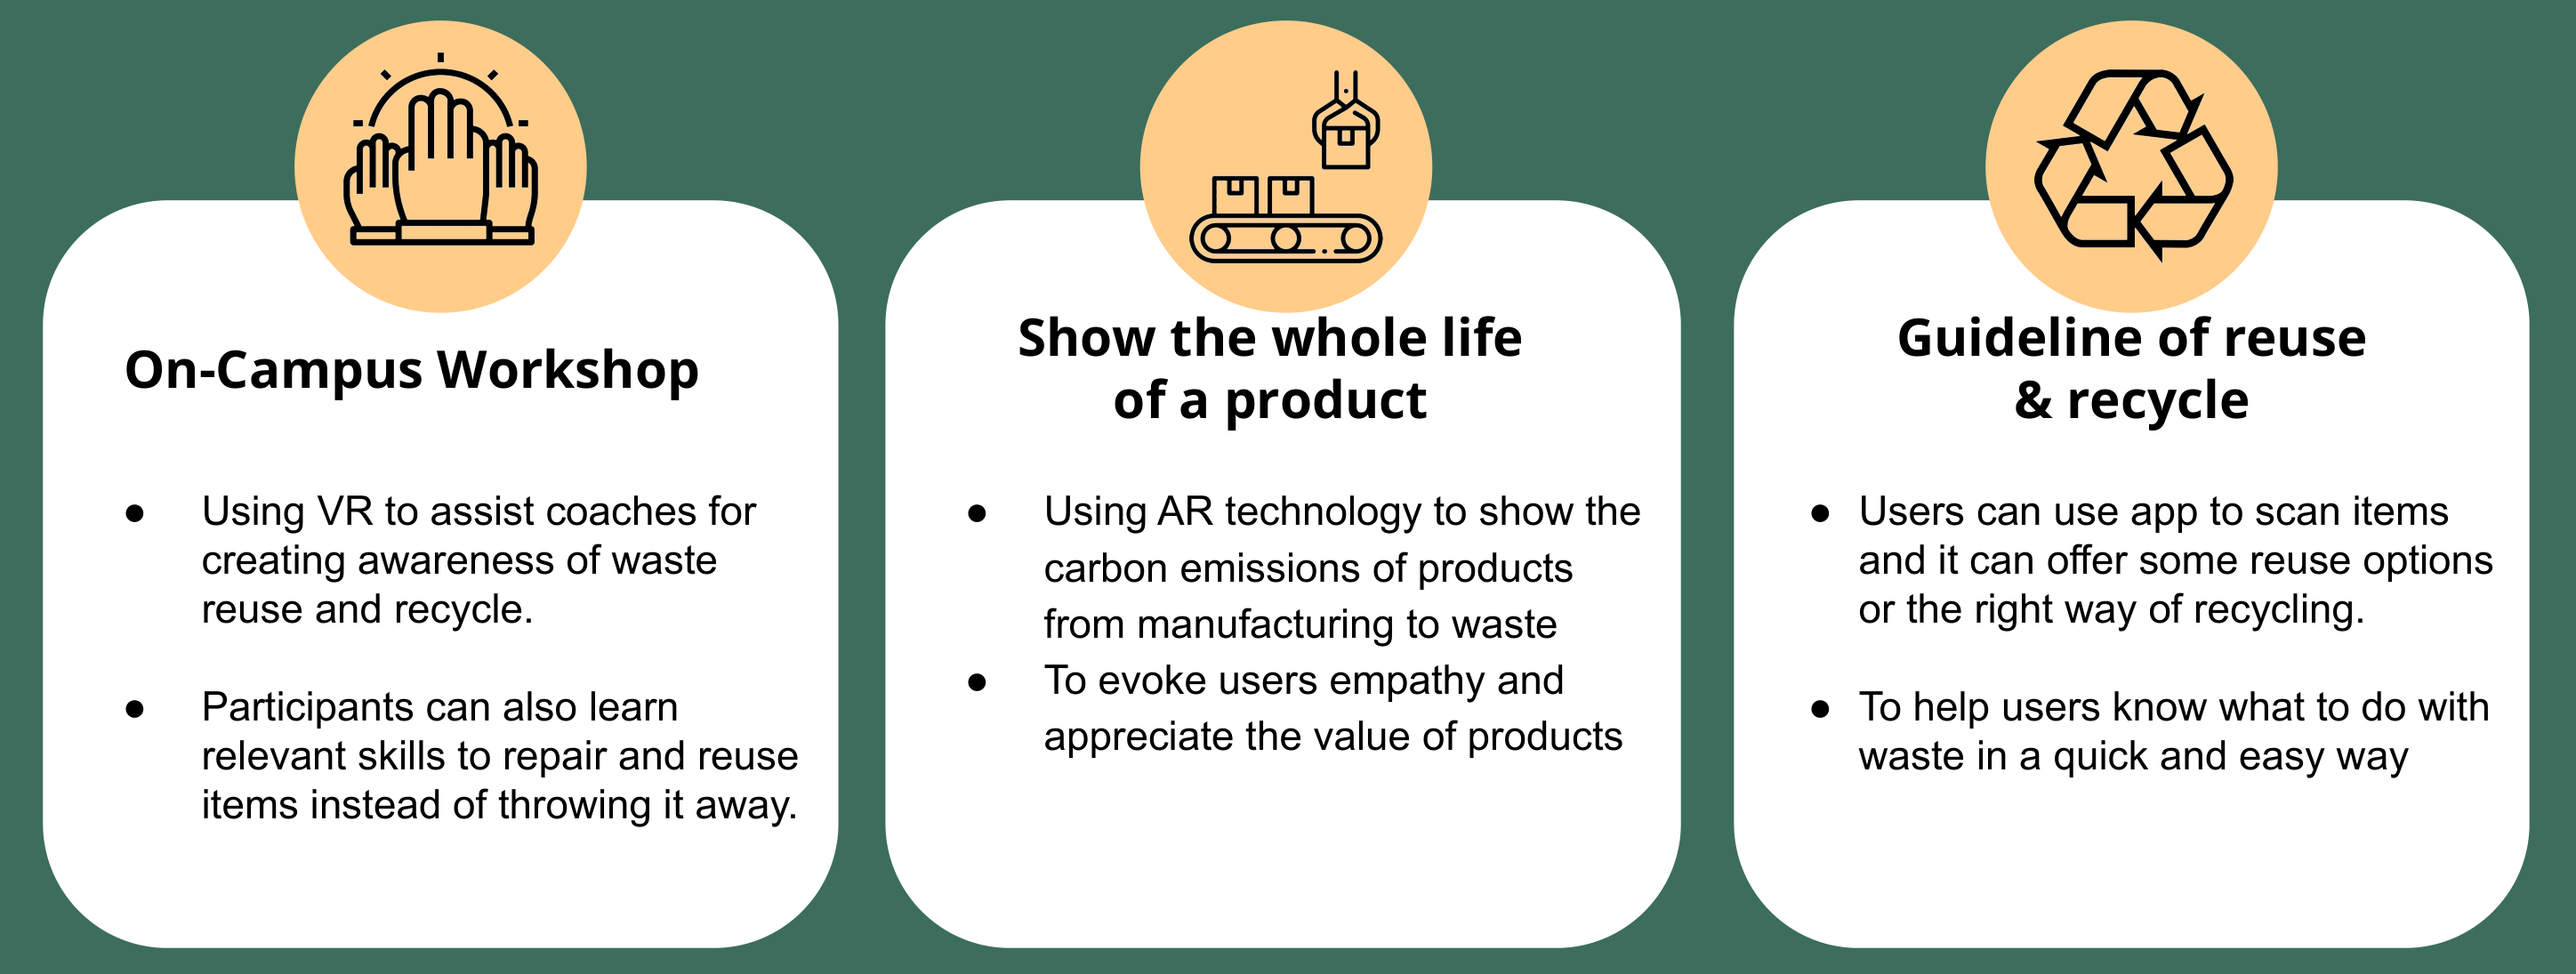 On-Campus Workshop
● Using VR to assist coaches for
creating awareness of waste
reuse and recycle.
● Participants can also learn
relevant skills to repair and reuse
items instead of throwing it away.
Show the whole life
of a product
● Using AR technology to show the
carbon emissions of products
from manufacturing to waste
● To evoke users empathy and
appreciate the value of products
Guideline of reuse
& recycle
● Users can use app to scan items
and it can offer some reuse options
or the right way of recycling.
● To help users know what to do with
waste in a quick and easy way